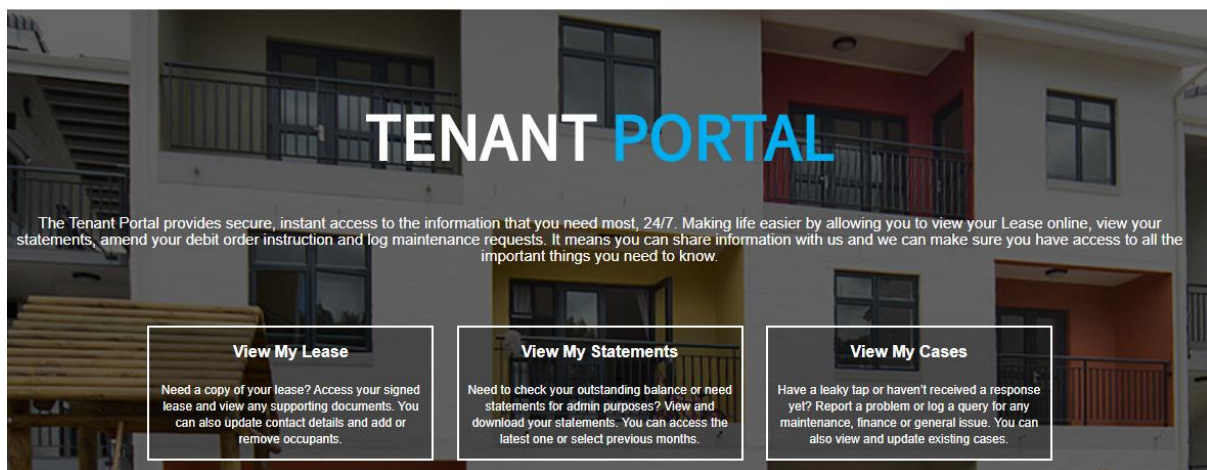 TENANT PORTAL
The Tenant Portal provides secure, instant access to the information that you need most, 24/7. Making life easier by allowing you to view your Lease online, view your
statements, amend your debit order instruction and log maintenance requests. It means you can share information with us and we can make sure you have access to all the
important things you need to know.
View My Lease
Need a copy of your lease? Access your signed
lease and view any supporting documents. You
can also update contact details and add or
remove occupants.
View My Statements
Need to check your outstanding balance or need
statements for admin purposes? View and
download your statements. You can access the
latest one or select previous months.
View My Cases
Have a leaky tap or haven't received a response
yet? Report a problem or log a query for any
maintenance, finance or general issue. You can
also view and update existing cases.